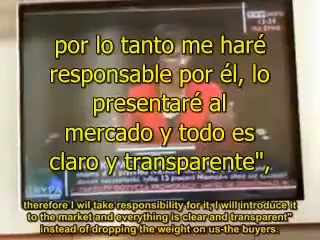 por lo tanto me haré
responsable por él, lo
presentaré al
mercado y todo es
claro y transparente",
therefore I wil take responsibility for it, I will introduce it
to the market and everything is clear and transparent"
instead of dropping the weight on us-the buyers.